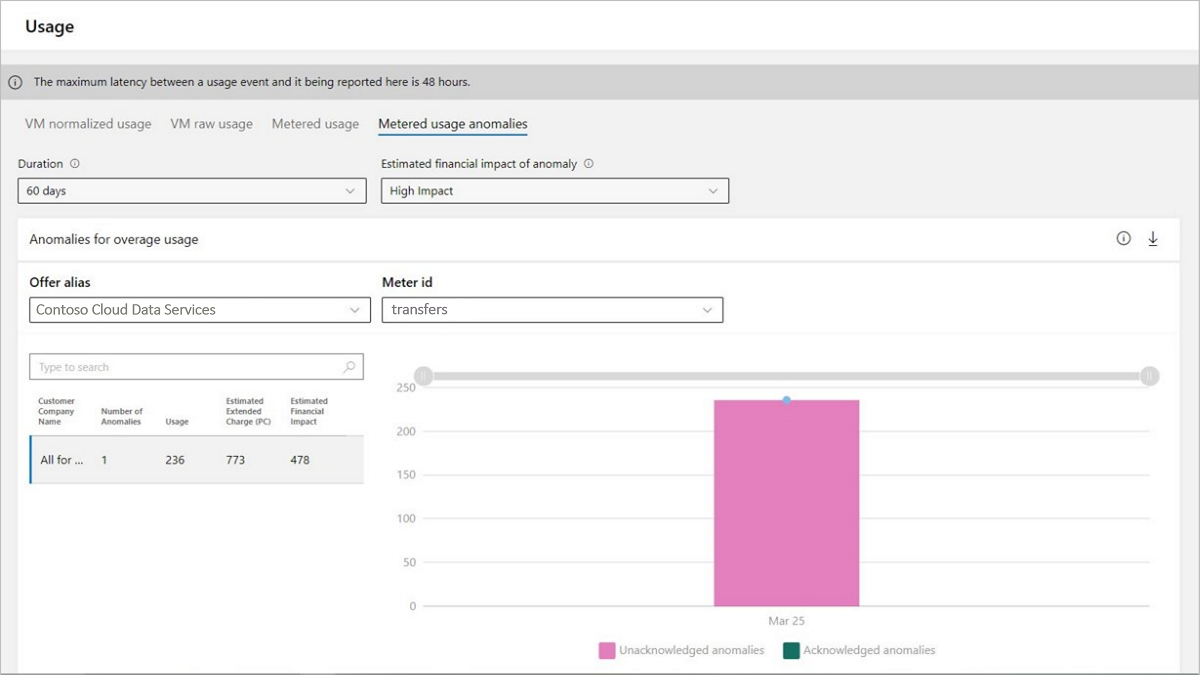 Usage
The maximum latency between a usage event and it being reported here is 48 hours.
VM normalized usage VM raw usage Metered usage Metered usage anomalies
Duration Estimated financial impact of anomaly
60 days High Impact
Anomalies for overage usage
Offer alias Meter id
Contoso Cloud Data Services transfers
Type to search
Customer Company Name Number of Anomalies Usage Estimated Extended Charge (PC) Estimated Financial Impact
All for ... 1 236 773 478
250
200
150
100
50
0
Mar 25
Unacknowledged anomalies Acknowledged anomalies